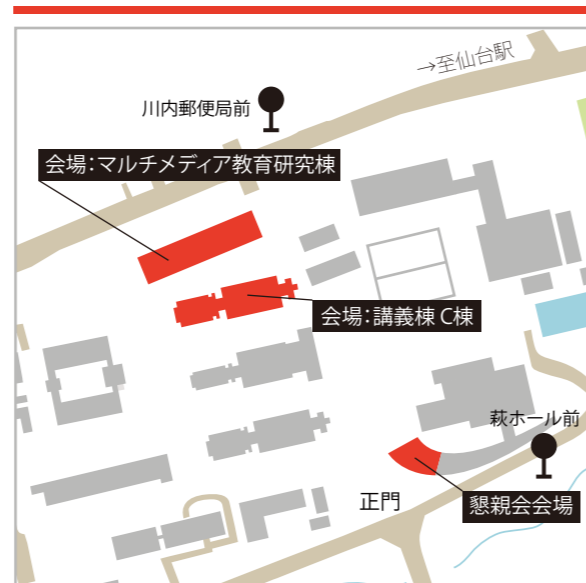 →至仙台駅
川内郵便局前
会場:マルチメディア教育研究棟
会場:講義棟 C棟
萩ホール前
正門
懇親会会場